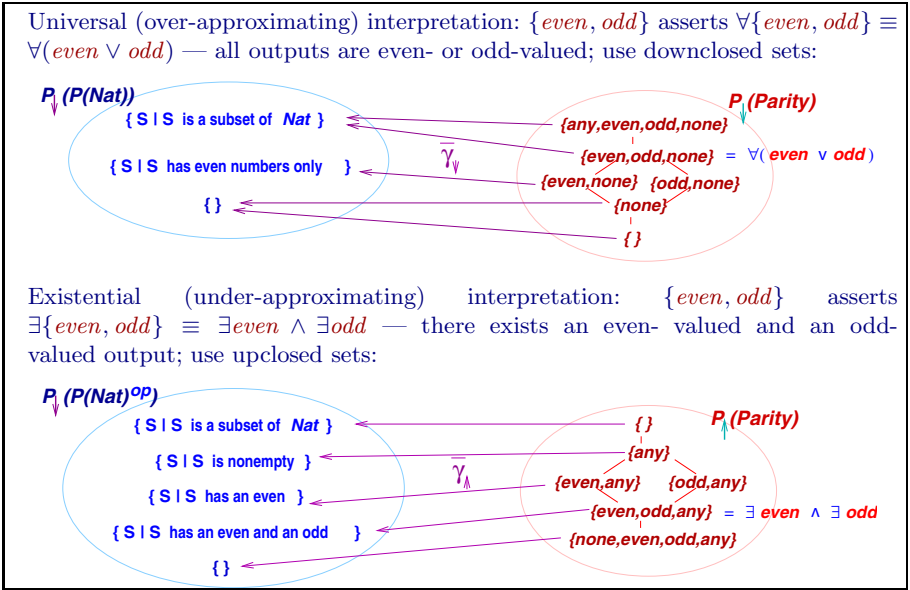 Universal (over-approximating) interpretation: {even, odd} asserts ∀{even, odd} ≡
∀(even ∨ odd) — all outputs are even- or odd-valued; use downclosed sets:
P↓(P(Nat))
P↓(Parity)
{ S | S is a subset of Nat }
{any,even,odd,none}
γ̅
{even,odd,none} = ∀( even v odd )
{ S | S has even numbers only }
{even,none} {odd,none}
{ }
{none}
{ }
Existential (under-approximating) interpretation: {even, odd} asserts
∃{even, odd} ≡ ∃even ∧ ∃odd — there exists an even- valued and an odd-
valued output; use upclosed sets:
P↓(P(Nat)op)
P↑(Parity)
{ S | S is a subset of Nat }
{ }
{ S | S is nonempty }
{any}
γ̅
{ S | S has an even }
{even,any} {odd,any}
{even,odd,any} = ∃ even ∧ ∃ odd
{ S | S has an even and an odd }
{none,even,odd,any}
{ }